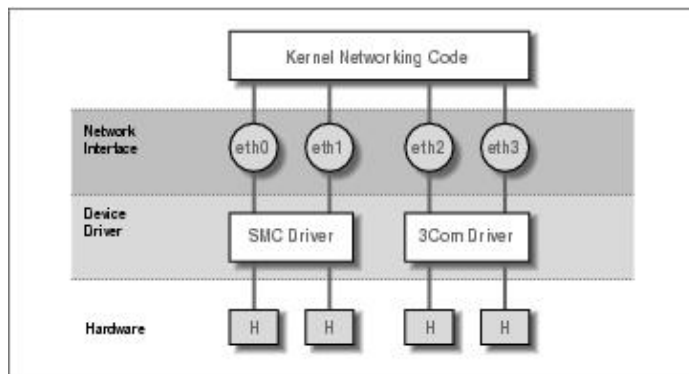 Kernel Networking Code
Network
Interface
eth0 eth1 eth2 eth3
Device
Driver
SMC Driver 3Com Driver
Hardware
H H H H